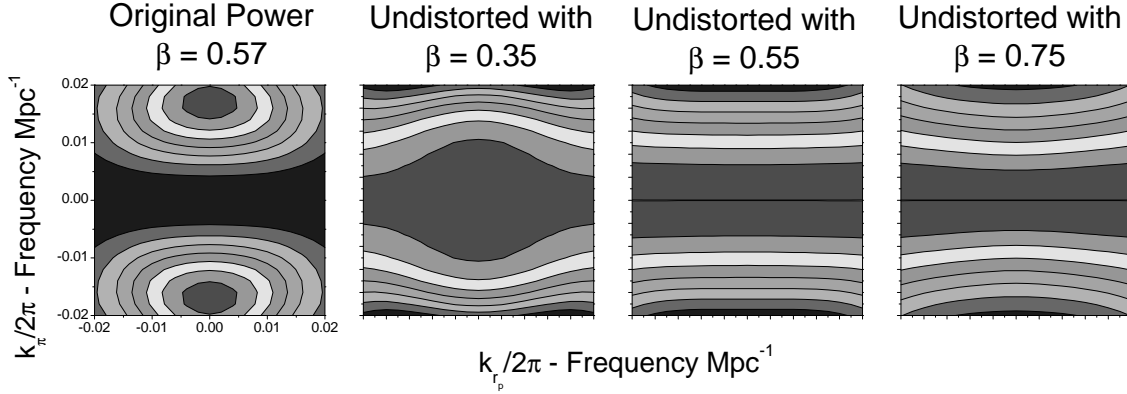 Original Power
β = 0.57
Undistorted with
β = 0.35
Undistorted with
β = 0.55
Undistorted with
β = 0.75
k_π/2π - Frequency Mpc⁻¹
0.02
0.01
0.00
-0.01
-0.02
-0.02 -0.01 0.00 0.01 0.02
k_{r_p}/2π - Frequency Mpc⁻¹